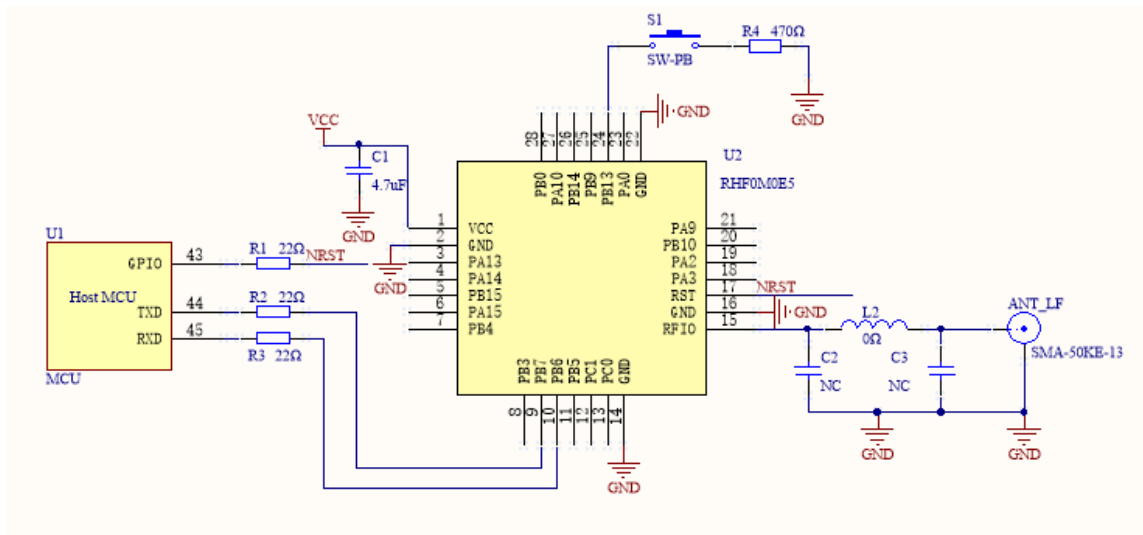 S1
R4 470Ω
SW-PB
GND
GND
VCC
C1
4.7uF
GND
28
27
26
25
24
23
22
PB0
PA10
PB14
PB9
PB13
PA0
GND
U2
RHF0M0E5
1 VCC
2 GND
3 PA13
4 PA14
5 PB15
6 PA15
7 PB4
PA9 21
PB10 20
PA2 19
PA3 18
RST 17
GND 16
RFIO 15
NRST
GND
U1
GPIO 43
Host MCU
TXD 44
RXD 45
MCU
R1 22Ω
NRST
GND
R2 22Ω
R3 22Ω
L2
0Ω
ANT_LF
SMA-50KE-13
C2
NC
C3
NC
GND
GND
PB3
PB7
PB6
PB5
PC1
PC0
GND
8
9
10
11
12
13
14
GND